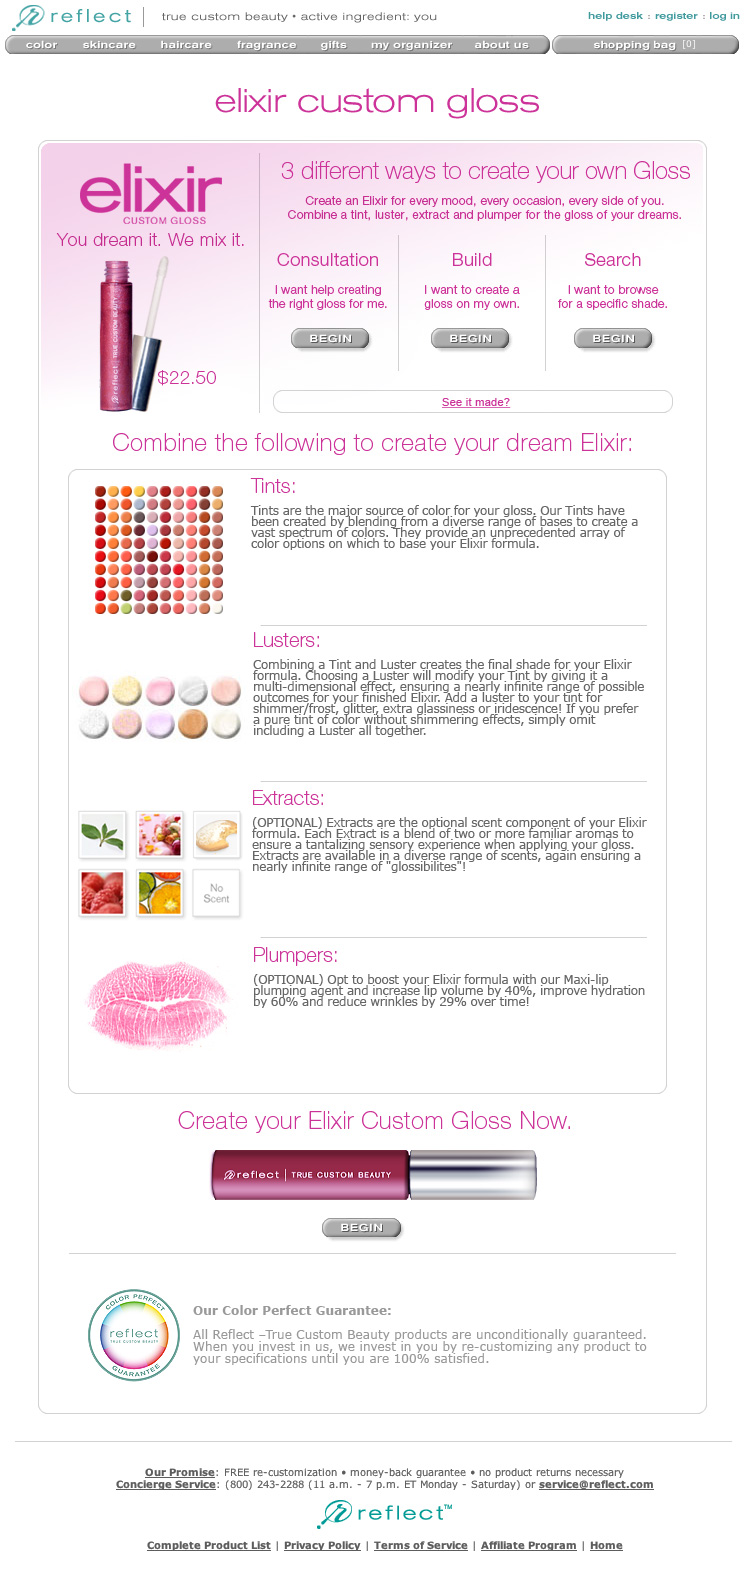 reflect
true custom beauty • active ingredient: you
help desk : register : log in
color skincare haircare fragrance gifts my organizer about us shopping bag [0]
elixir custom gloss
elixir
CUSTOM GLOSS
You dream it. We mix it.
reflect | TRUE CUSTOM BEAUTY
$22.50
3 different ways to create your own Gloss
Create an Elixir for every mood, every occasion, every side of you.
Combine a tint, luster, extract and plumper for the gloss of your dreams.
Consultation
I want help creating
the right gloss for me.
BEGIN
Build
I want to create a
gloss on my own.
BEGIN
Search
I want to browse
for a specific shade.
BEGIN
See it made?
Combine the following to create your dream Elixir:
Tints:
Tints are the major source of color for your gloss. Our Tints have
been created by blending from a diverse range of bases to create a
vast spectrum of colors. They provide an unprecedented array of
color options on which to base your Elixir formula.
Lusters:
Combining a Tint and Luster creates the final shade for your Elixir
formula. Choosing a Luster will modify your Tint by giving it a
multi-dimensional effect, ensuring a nearly infinite range of possible
outcomes for your finished Elixir. Add a luster to your tint for
shimmer/frost, glitter, extra glassiness or iridescence! If you prefer
a pure tint of color without shimmering effects, simply omit
including a Luster all together.
Extracts:
(OPTIONAL) Extracts are the optional scent component of your Elixir
formula. Each Extract is a blend of two or more familiar aromas to
ensure a tantalizing sensory experience when applying your gloss.
Extracts are available in a diverse range of scents, again ensuring a
nearly infinite range of "glossibilites"!
No
Scent
Plumpers:
(OPTIONAL) Opt to boost your Elixir formula with our Maxi-lip
plumping agent and increase lip volume by 40%, improve hydration
by 60% and reduce wrinkles by 29% over time!
Create your Elixir Custom Gloss Now.
reflect | TRUE CUSTOM BEAUTY
BEGIN
COLOR PERFECT
reflect
TRUE CUSTOM BEAUTY
GUARANTEE
Our Color Perfect Guarantee:
All Reflect –True Custom Beauty products are unconditionally guaranteed.
When you invest in us, we invest in you by re-customizing any product to
your specifications until you are 100% satisfied.
Our Promise: FREE re-customization • money-back guarantee • no product returns necessary
Concierge Service: (800) 243-2288 (11 a.m. - 7 p.m. ET Monday - Saturday) or service@reflect.com
reflect™
Complete Product List | Privacy Policy | Terms of Service | Affiliate Program | Home